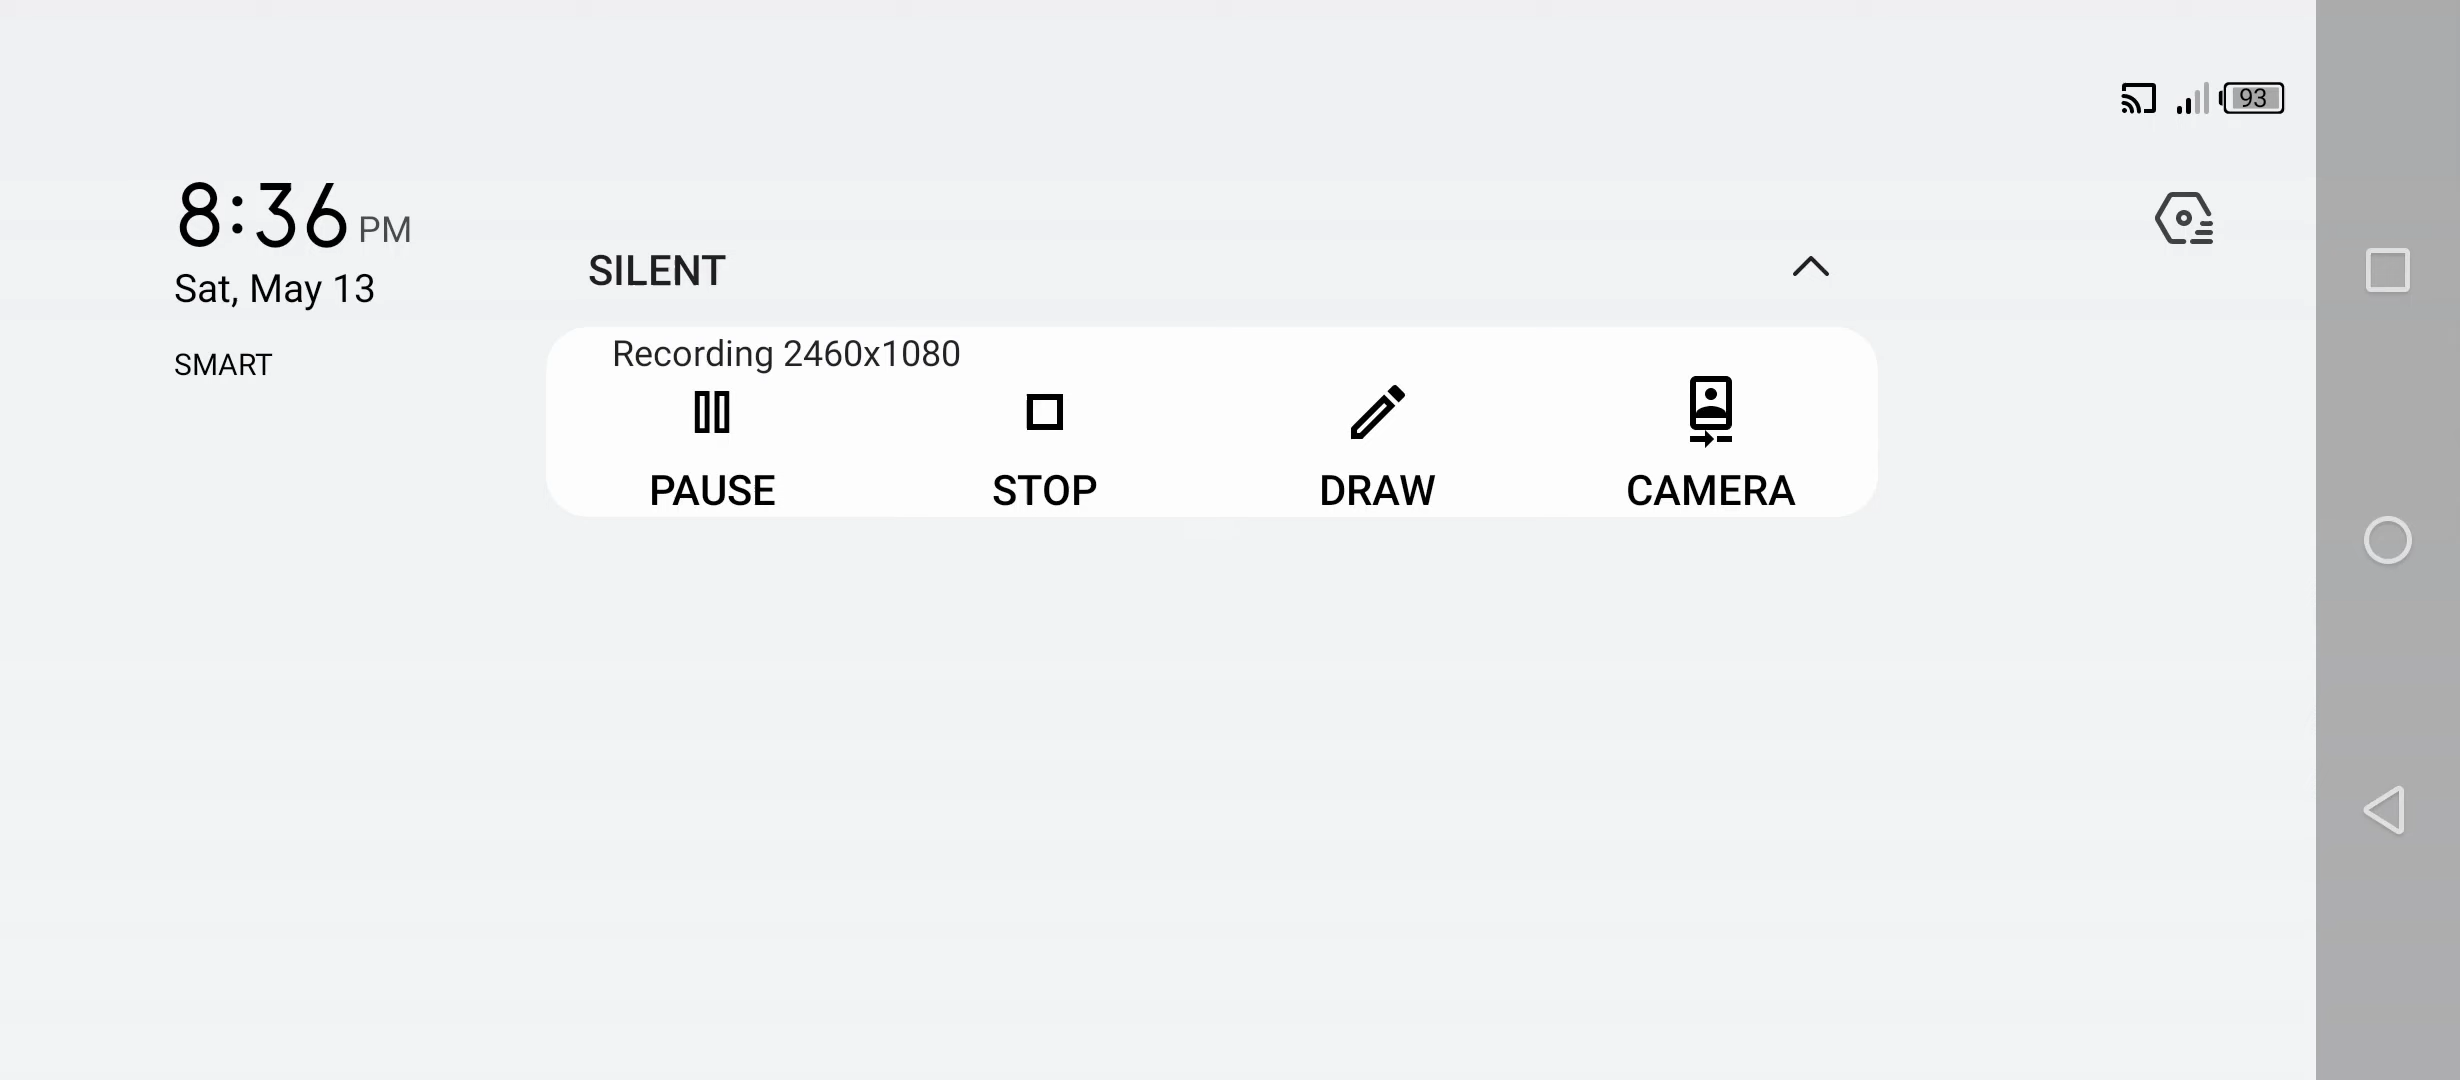 93
8:36 PM
Sat, May 13
SMART
SILENT
Recording 2460x1080
PAUSE STOP DRAW CAMERA